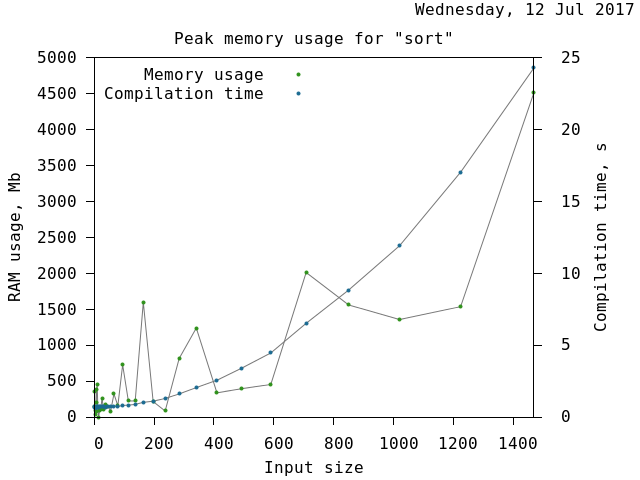 Wednesday, 12 Jul 2017
Peak memory usage for "sort"
Memory usage
Compilation time
RAM usage, Mb
5000
4500
4000
3500
3000
2500
2000
1500
1000
500
0
25
20
15
10
5
0
Compilation time, s
0 200 400 600 800 1000 1200 1400
Input size